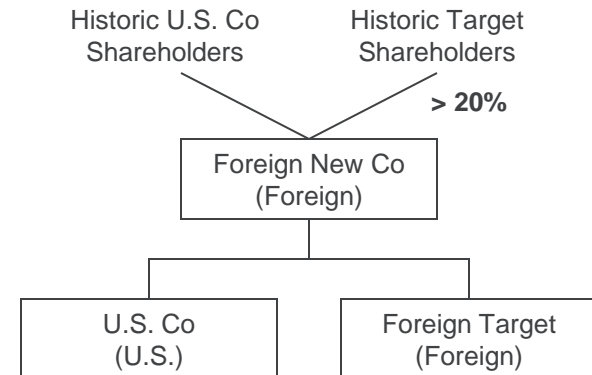 Historic U.S. Co
Shareholders
Historic Target
Shareholders
> 20%
Foreign New Co
(Foreign)
U.S. Co
(U.S.)
Foreign Target
(Foreign)